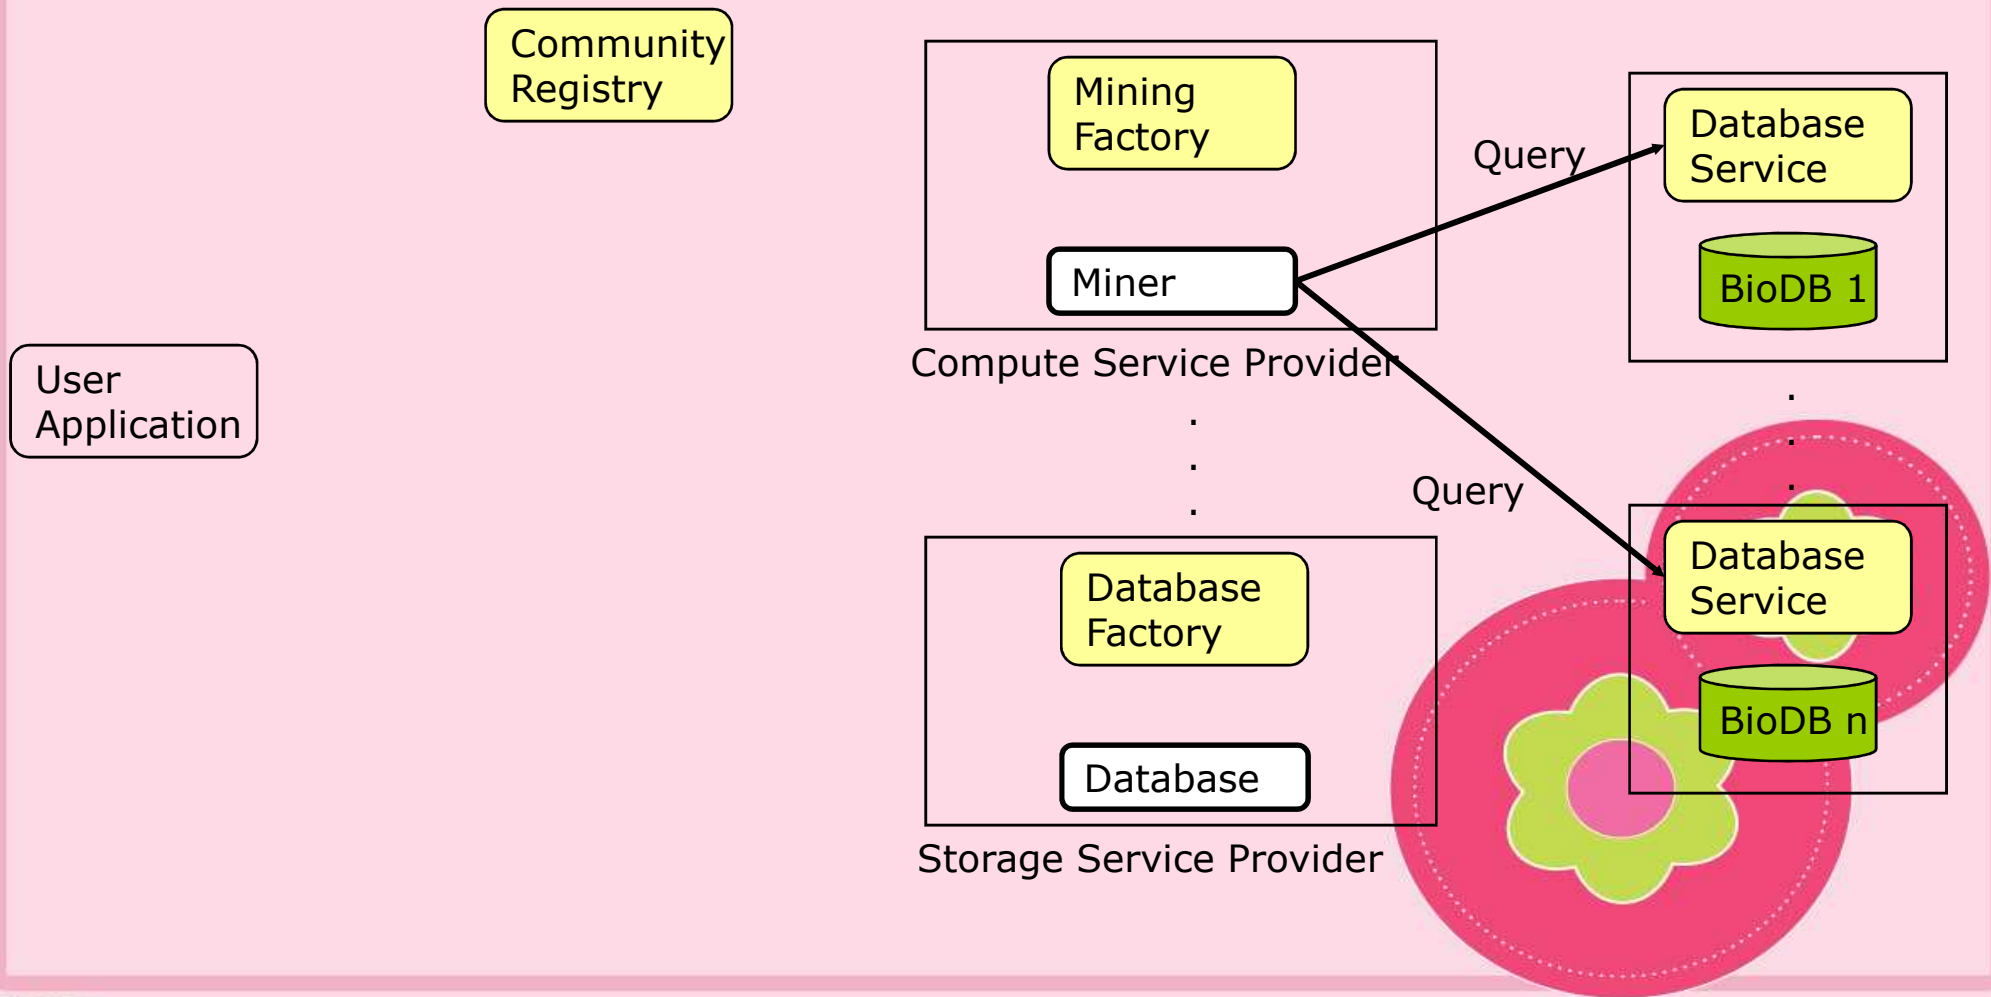 Community
Registry
Mining
Factory
Database
Service
Query
Miner
BioDB 1
Compute Service Provider
User
Application
.
.
.
.
.
.
Query
Database
Factory
Database
Service
BioDB n
Database
Storage Service Provider